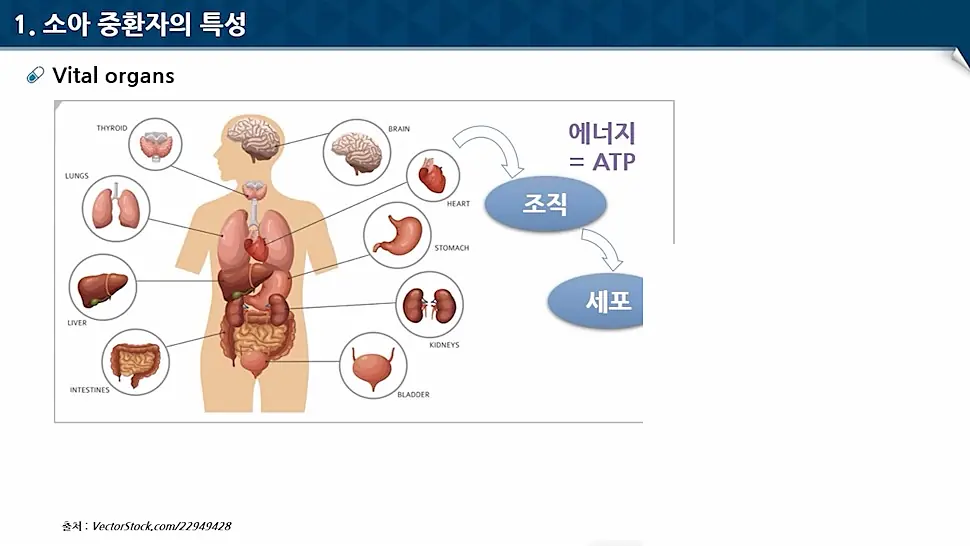 1. 소아 중환자의 특성
Vital organs
THYROID
BRAIN
LUNGS
HEART
STOMACH
LIVER
KIDNEYS
INTESTINES
BLADDER
에너지
= ATP
조직
세포
출처 : VectorStock.com/22949428